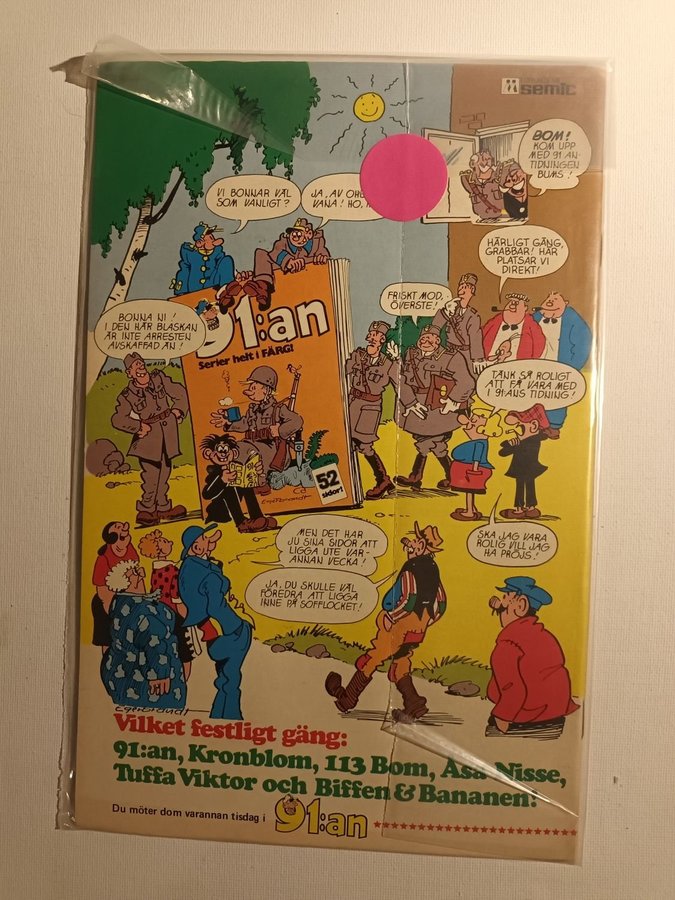 semic
BOM!
KOM UPP
MED 91:AN-
TIDNINGEN
BUMS!
VI BONNAR VÄL
SOM VANLIGT?
JA, AV
VANA! HO,
HÄRLIGT GÄNG,
GRABBAR! HÄR
PLATSAR VI
DIREKT!
FRISKT MOD,
ÖVERSTE!
BONNA NI!
I DEN HÄR BLASKAN
ÄR INTE ARRESTEN
AVSKAFFAD ÄN!
91:an
Serier helt i FÄRG!
TÄNK SÅ ROLIGT
ATT FÅ VARA MED
I 91:ANS TIDNING!
52
sidor!
MEN DET HAR
JU SINA SIDOR ATT
LIGGA UTE VAR-
ANNAN VECKA!
SKA JAG VARA
ROLIG VILL JAG
HA PRÖJS!
JA, DU SKULLE VÄL
FÖREDRA ATT LIGGA
INNE PÅ SOFFLOCKET!
Vilket festligt gäng:
91:an, Kronblom, 113 Bom, Åsa-Nisse,
Tuffa Viktor och Biffen & Bananen!
Du möter dom varannan tisdag i 91:an